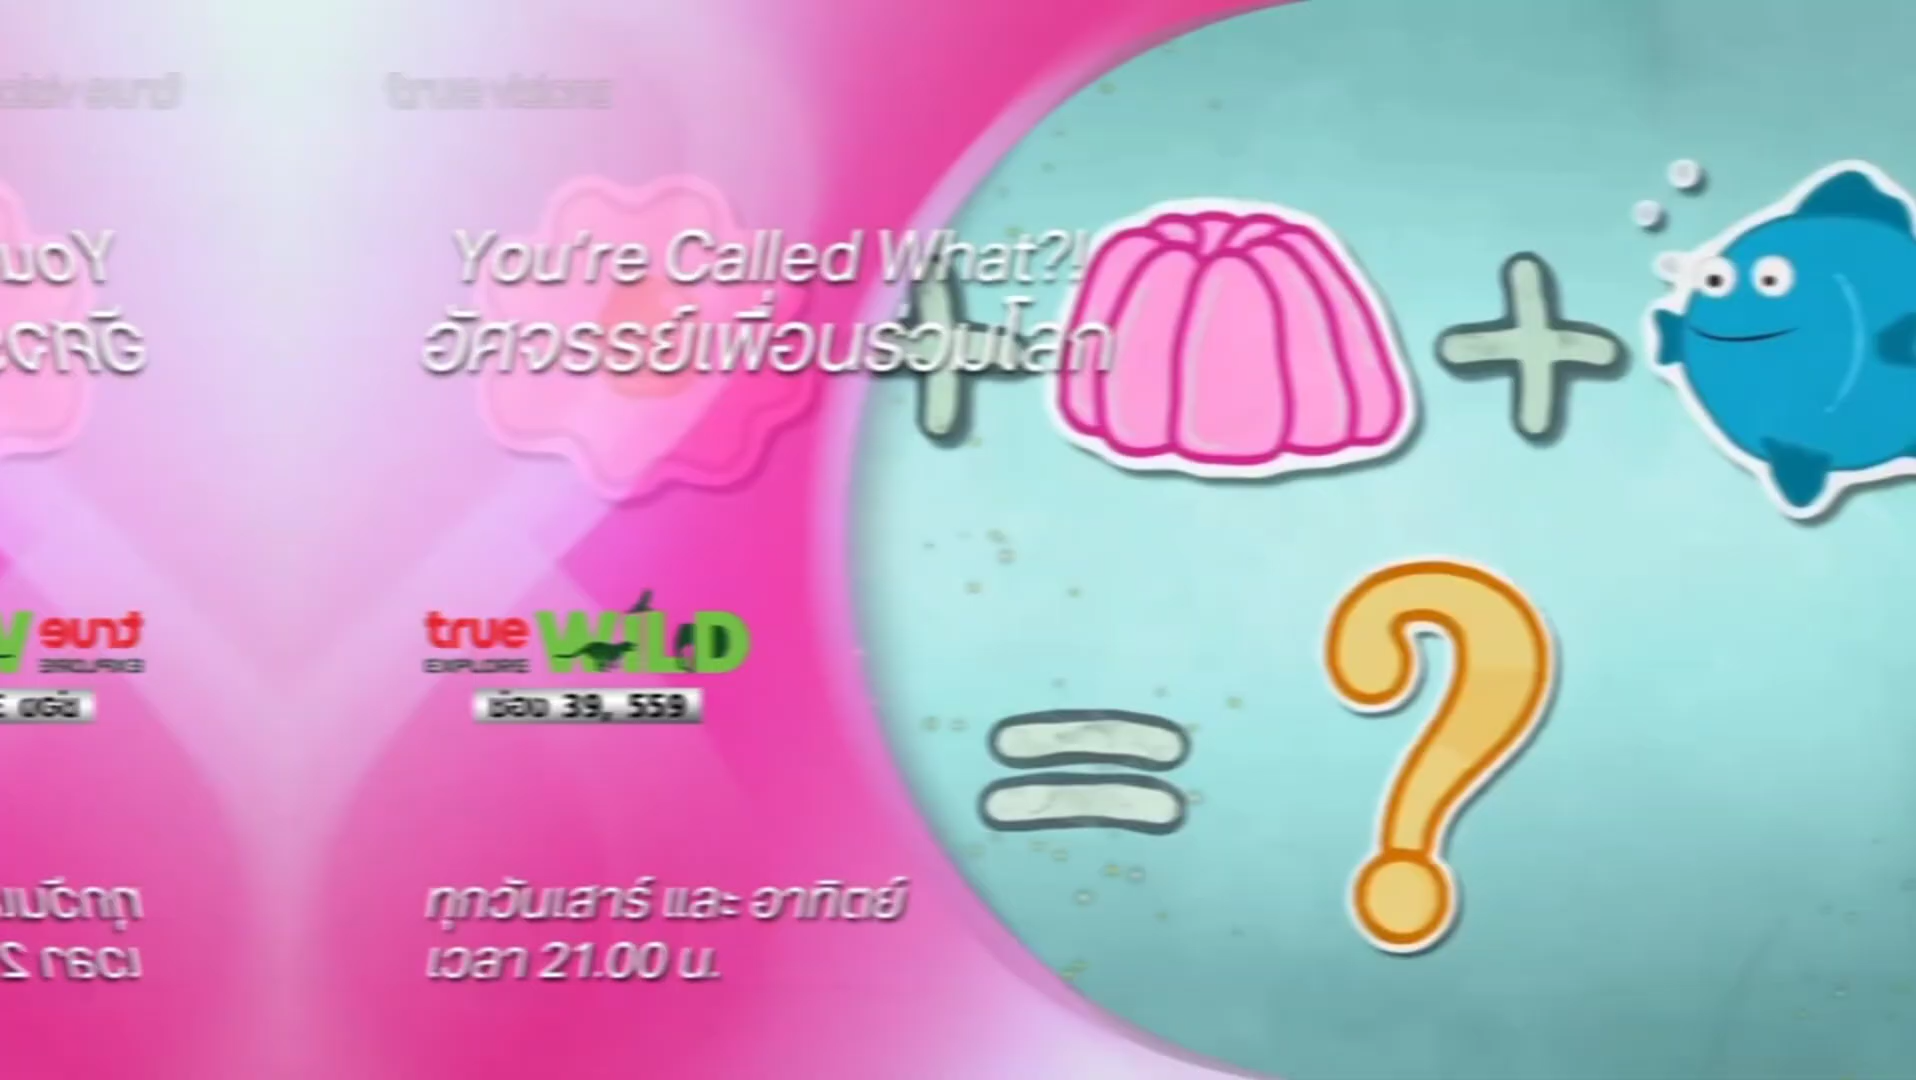 true visions
You're Called What?!
อัศจรรย์เพื่อนร่วมโลก
true WILD
EXPLORE
ช่อง 39, 559
ทุกวันเสาร์ และ อาทิตย์
เวลา 21.00 น.